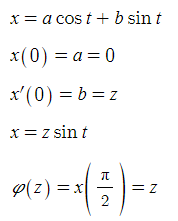 x = a cos t + b sin t
x(0) = a = 0
x′(0) = b = z
x = z sin t
φ(z) = x(π/2) = z